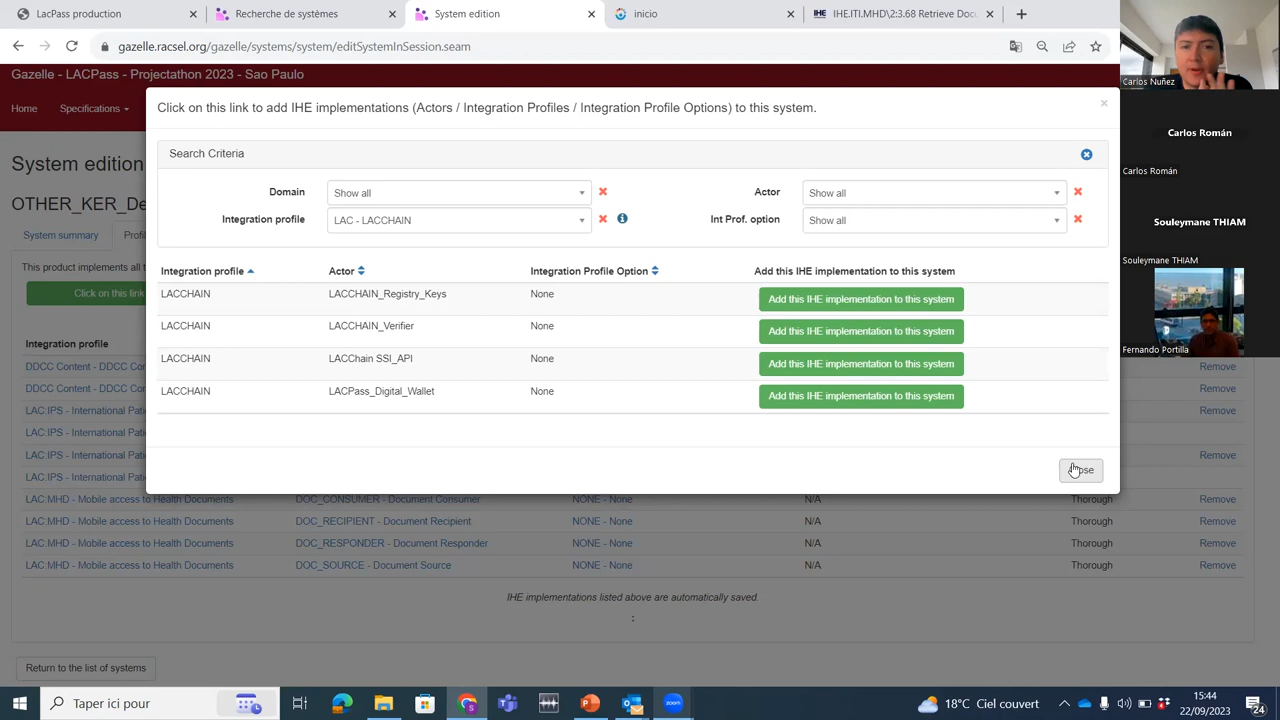 LacPass production
Recherche de systèmes
System edition
inicio
IHE.ITI.MHD\2:3.68 Retrieve Docu
gazelle.racsel.org/gazelle/systems/system/editSystemInSession.seam
Gazelle - LACPass - Projectathon 2023 - Sao Paulo
Home
Specifications
System edition
OTHER_KER_De
System summary
Profil
This product implements all t
Click on this link
Integration profile
Click on this link to add IHE implementations (Actors / Integration Profiles / Integration Profile Options) to this system.
Search Criteria
Domain
Show all
Actor
Show all
Integration profile
LAC - LACCHAIN
Int Prof. option
Show all
Integration profile
Actor
Integration Profile Option
Add this IHE implementation to this system
LACCHAIN
LACCHAIN_Registry_Keys
None
Add this IHE implementation to this system
LACCHAIN
LACCHAIN_Verifier
None
Add this IHE implementation to this system
LACCHAIN
LACChain SSI_API
None
Add this IHE implementation to this system
LACCHAIN
LACPass_Digital_Wallet
None
Add this IHE implementation to this system
DDCC Content - DDCC Con
Remove
DDCC Content - DDCC Con
Remove
LAC:IPS - International Pati
Remove
LAC:IPS - International Pati
LAC:IPS - International Pati
Remove
LAC:IPS - International Pati
LAC:MHD - Mobile access to Health Documents
DOC_CONSUMER - Document Consumer
NONE - None
N/A
Thorough
Remove
LAC:MHD - Mobile access to Health Documents
DOC_RECIPIENT - Document Recipient
NONE - None
N/A
Thorough
Remove
LAC:MHD - Mobile access to Health Documents
DOC_RESPONDER - Document Responder
NONE - None
N/A
Thorough
Remove
LAC:MHD - Mobile access to Health Documents
DOC_SOURCE - Document Source
NONE - None
N/A
Thorough
Remove
IHE implementations listed above are automatically saved.
:
Return to the list of systems
Carlos Nuñez
Carlos Román
Carlos Román
Souleymane THIAM
Souleymane THIAM
Fernando Portilla
Taper ici pour
zoom
18°C Ciel couvert
15:44
22/09/2023
24